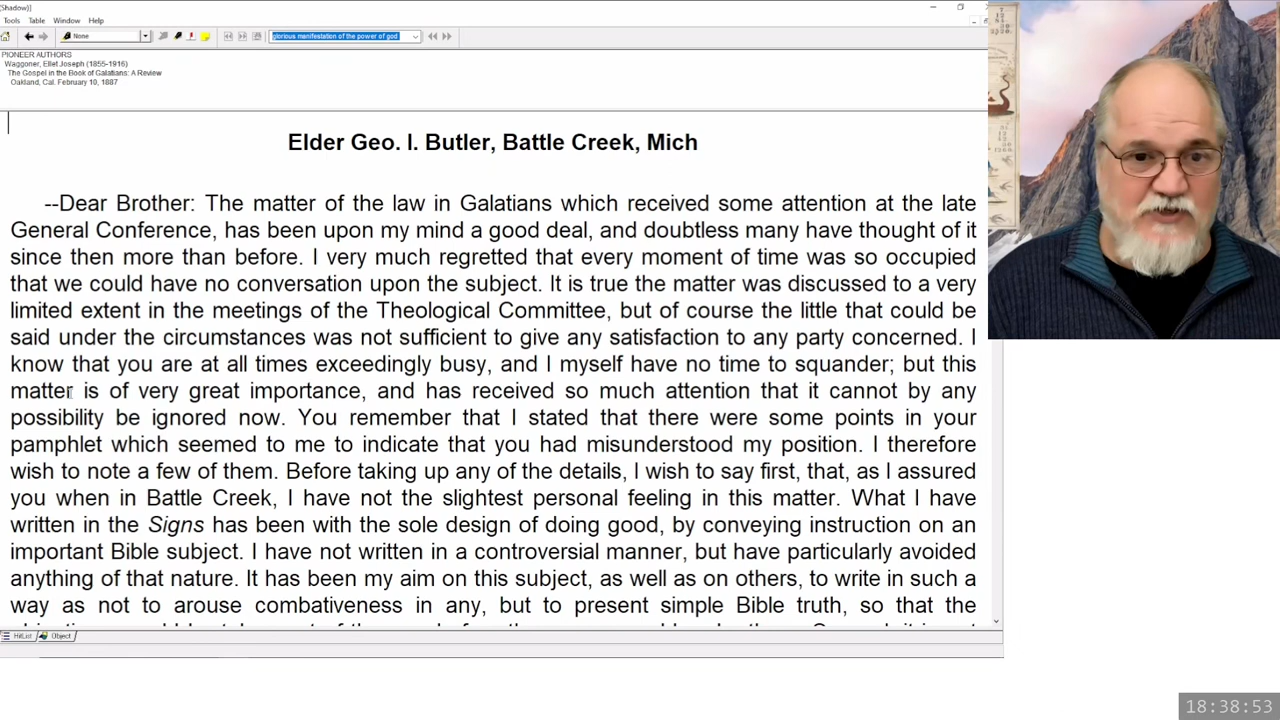 [Shadow)]
Tools Table Window Help
None
glorious manifestation of the power of god
PIONEER AUTHORS
Waggoner, Ellet Joseph (1855-1916)
The Gospel in the Book of Galatians: A Review
Oakland, Cal. February 10, 1887
Elder Geo. I. Butler, Battle Creek, Mich
--Dear Brother: The matter of the law in Galatians which received some attention at the late
General Conference, has been upon my mind a good deal, and doubtless many have thought of it
since then more than before. I very much regretted that every moment of time was so occupied
that we could have no conversation upon the subject. It is true the matter was discussed to a very
limited extent in the meetings of the Theological Committee, but of course the little that could be
said under the circumstances was not sufficient to give any satisfaction to any party concerned. I
know that you are at all times exceedingly busy, and I myself have no time to squander; but this
matter is of very great importance, and has received so much attention that it cannot by any
possibility be ignored now. You remember that I stated that there were some points in your
pamphlet which seemed to me to indicate that you had misunderstood my position. I therefore
wish to note a few of them. Before taking up any of the details, I wish to say first, that, as I assured
you when in Battle Creek, I have not the slightest personal feeling in this matter. What I have
written in the Signs has been with the sole design of doing good, by conveying instruction on an
important Bible subject. I have not written in a controversial manner, but have particularly avoided
anything of that nature. It has been my aim on this subject, as well as on others, to write in such a
way as not to arouse combativeness in any, but to present simple Bible truth, so that the
HitList Object
18:38:53